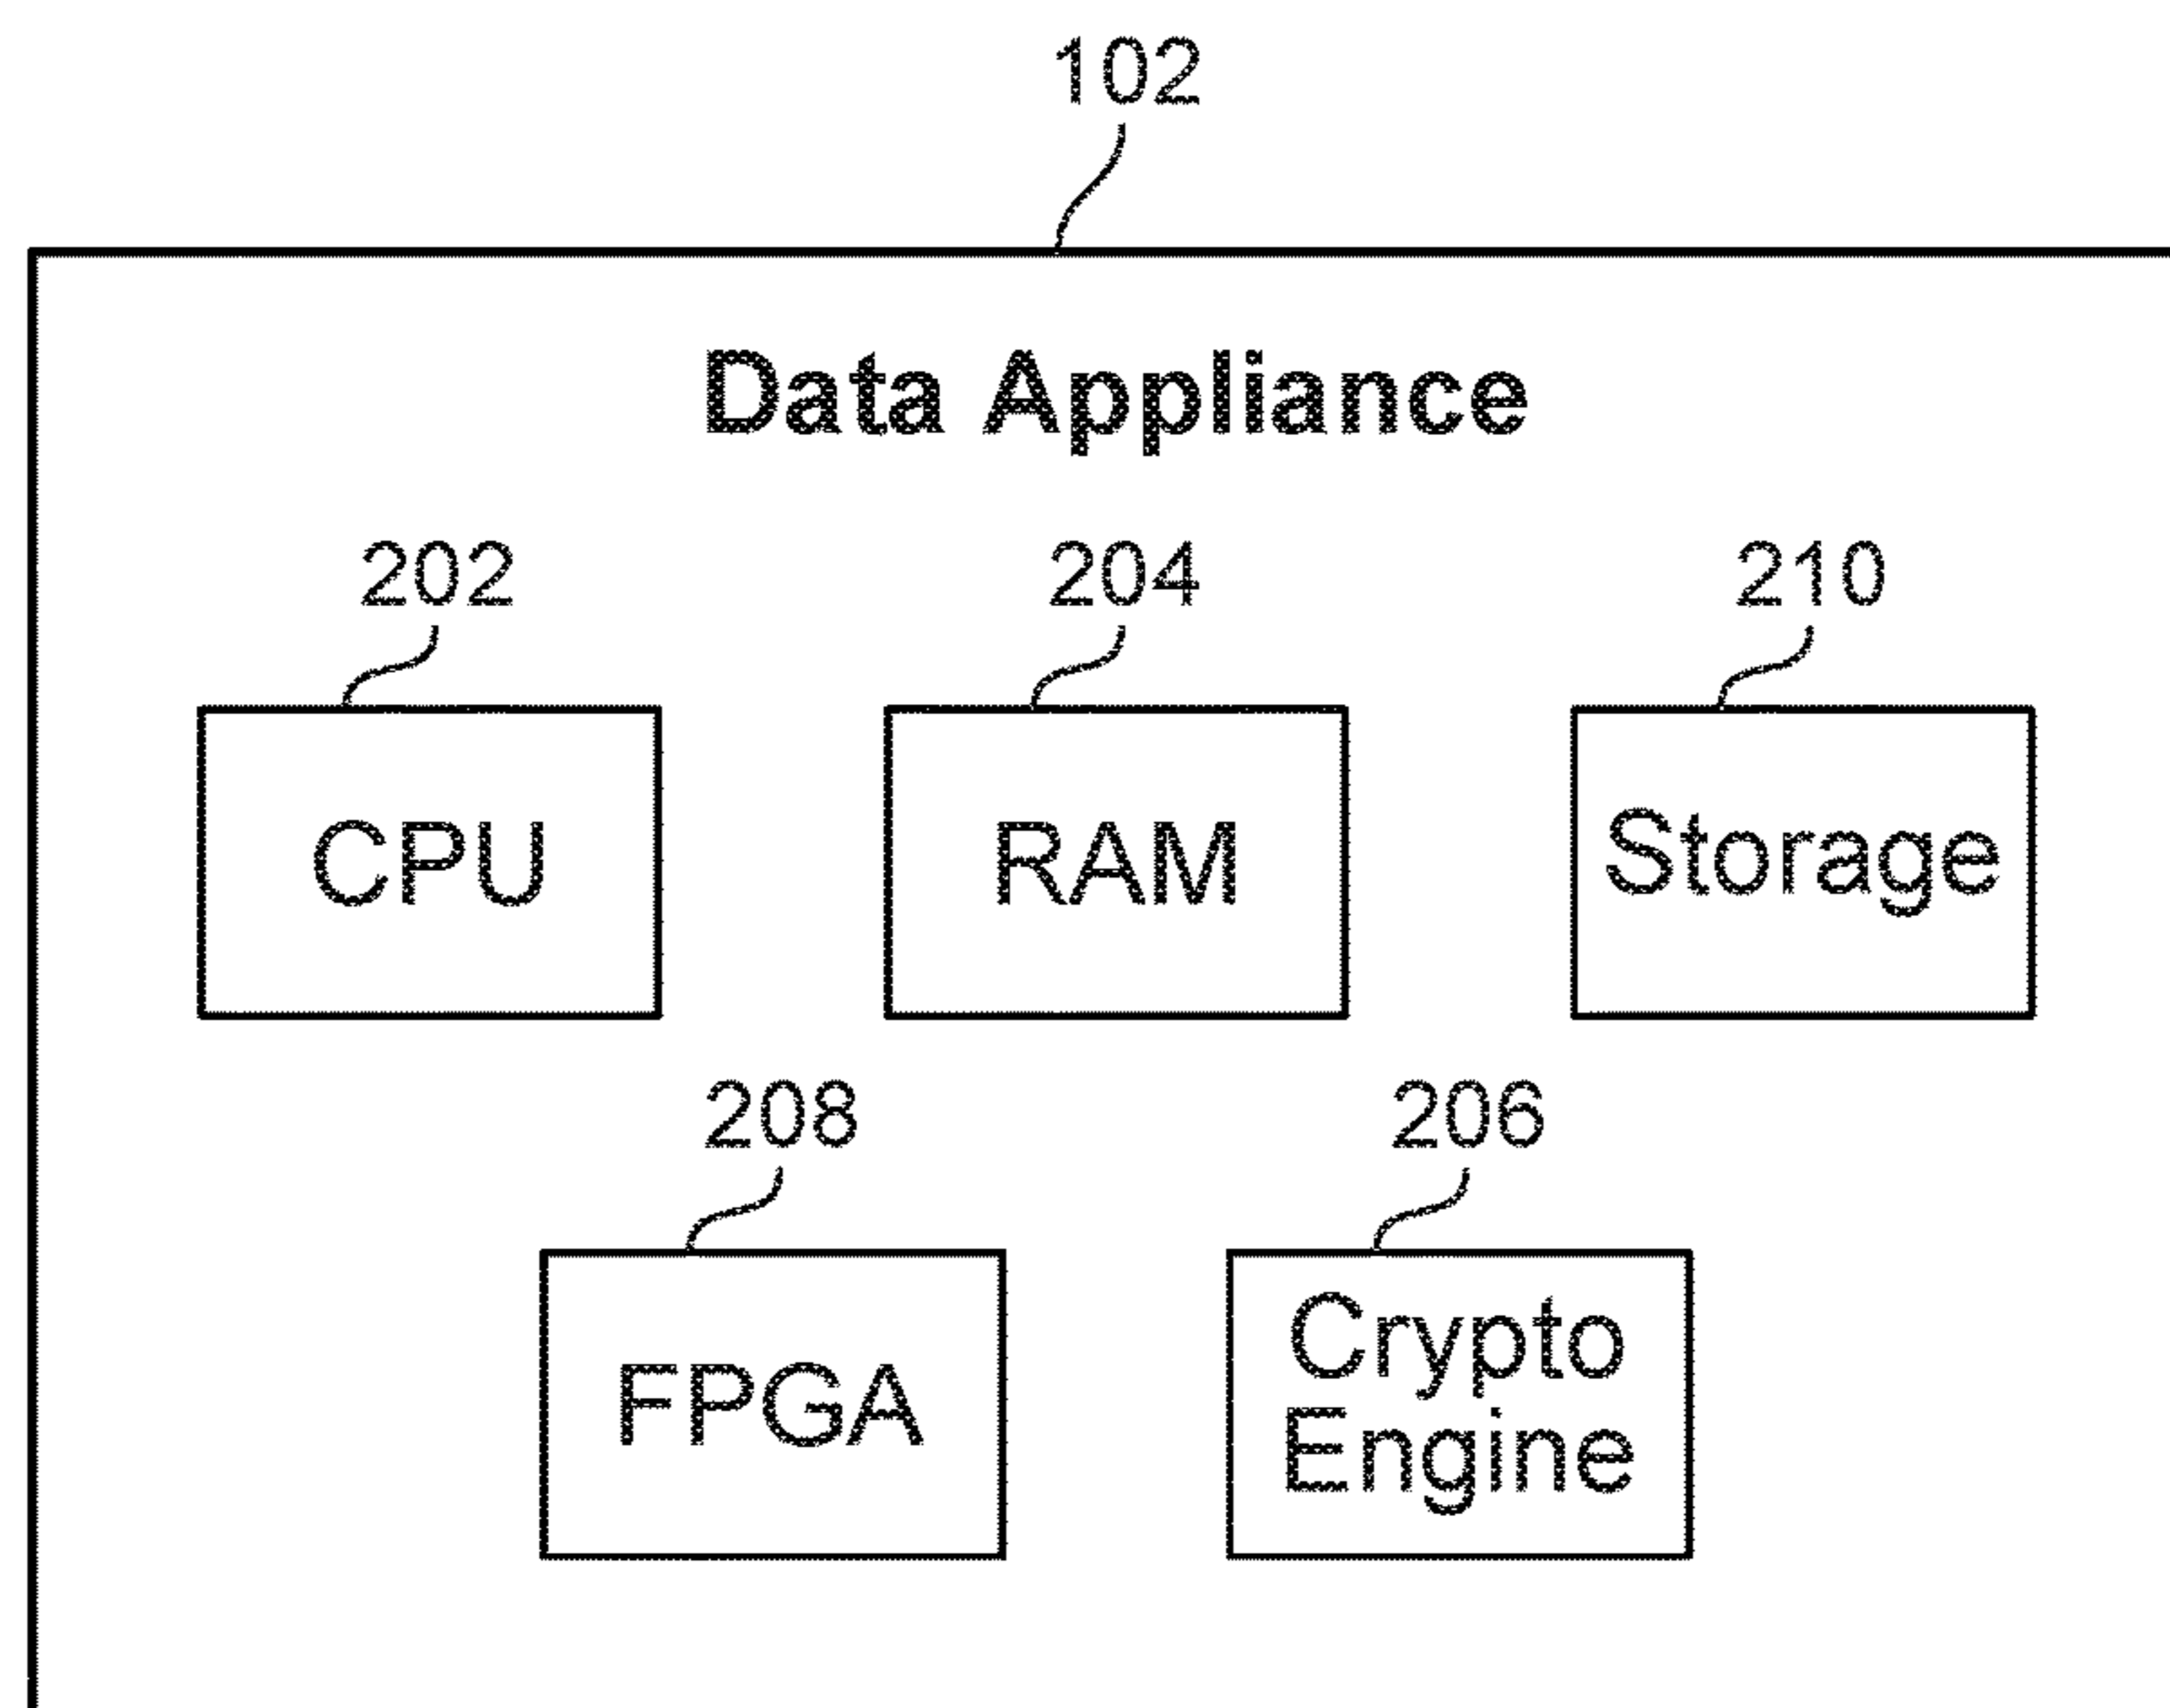 102
Data Appliance
202 204 210
CPU RAM Storage
208 206
FPGA Crypto
Engine